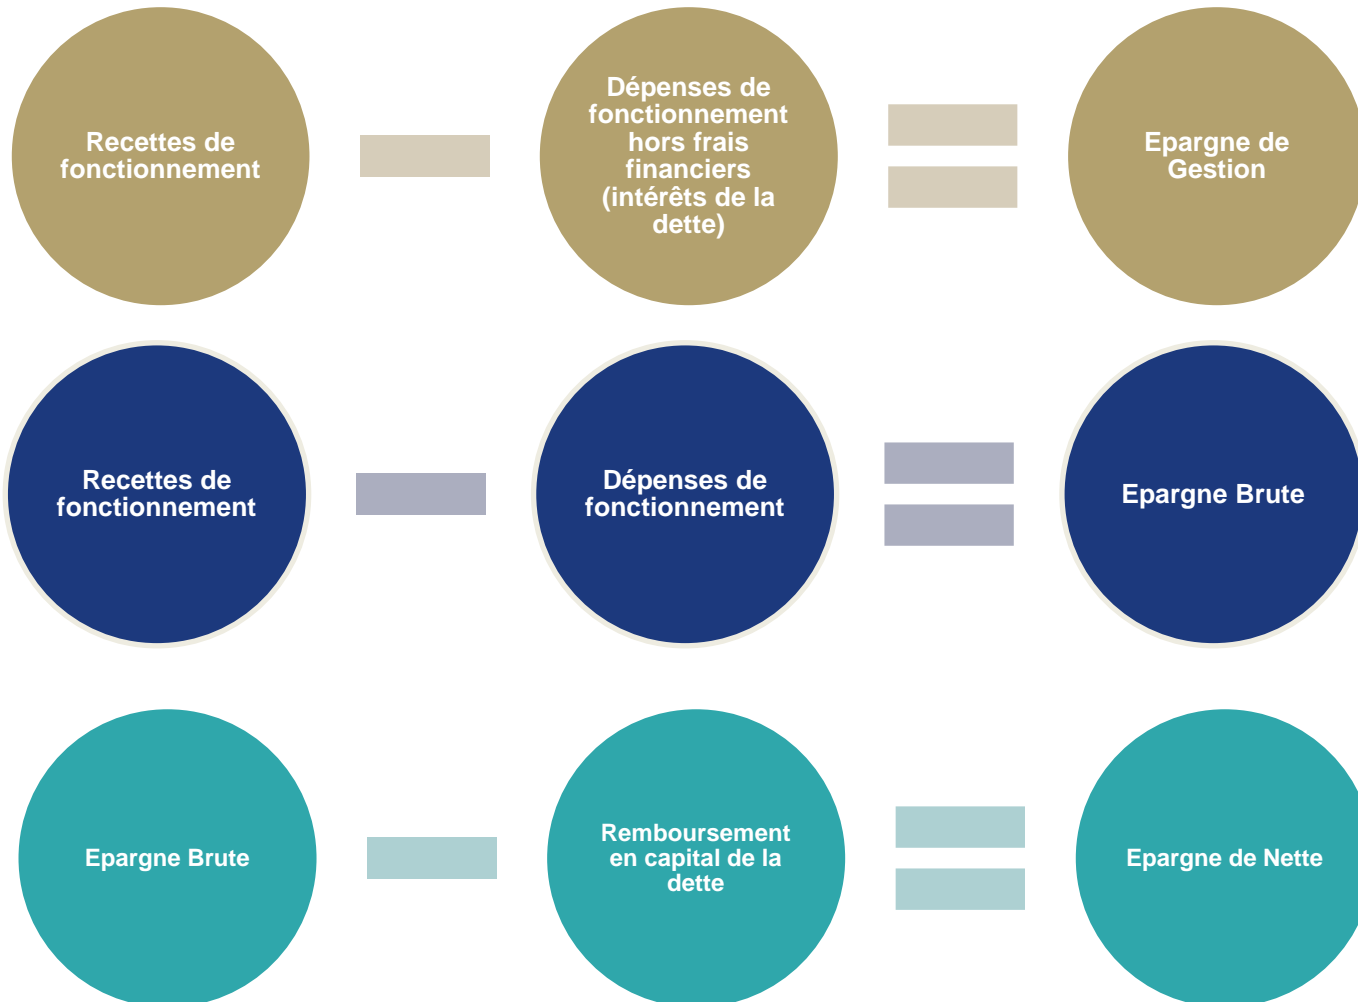 Recettes de
fonctionnement
Dépenses de
fonctionnement
hors frais
financiers
(intérêts de la
dette)
Epargne de
Gestion
Recettes de
fonctionnement
Dépenses de
fonctionnement
Epargne Brute
Epargne Brute
Remboursement
en capital de la
dette
Epargne de Nette